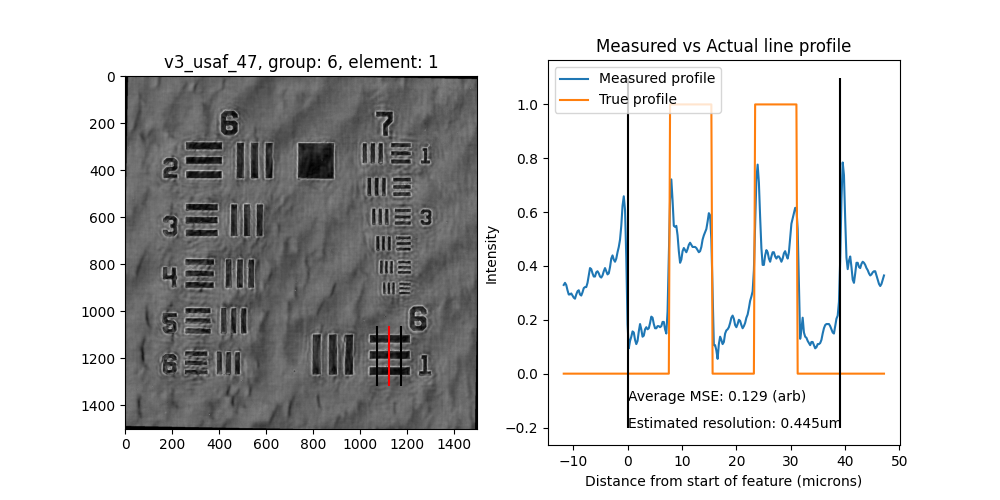 v3_usaf_47, group: 6, element: 1
0
200
400
600
800
1000
1200
1400
0 200 400 600 800 1000 1200 1400
6 7
2 1
3 3
4
5 6
6 1
Measured vs Actual line profile
Measured profile
True profile
Intensity
1.0
0.8
0.6
0.4
0.2
0.0
−0.2
Average MSE: 0.129 (arb)
Estimated resolution: 0.445um
−10 0 10 20 30 40 50
Distance from start of feature (microns)